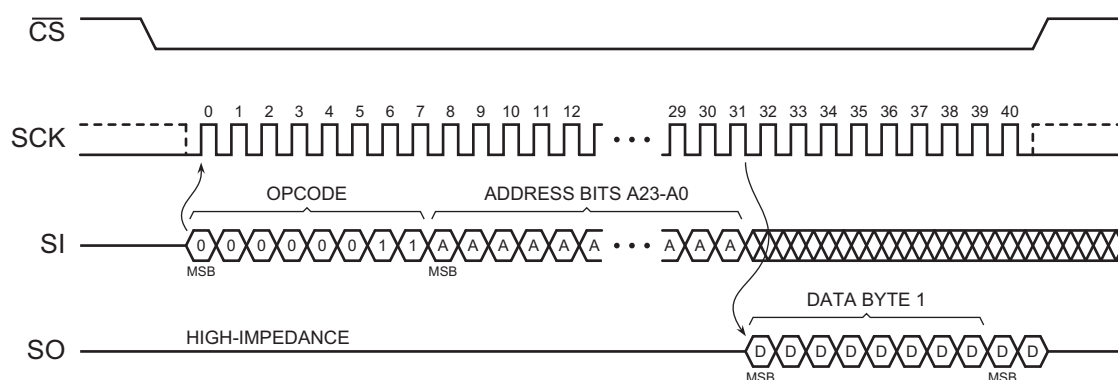 CS
0 1 2 3 4 5 6 7 8 9 10 11 12 29 30 31 32 33 34 35 36 37 38 39 40
SCK
OPCODE ADDRESS BITS A23-A0
SI 0 0 0 0 0 0 1 1 A A A A A A A A A
MSB MSB
DATA BYTE 1
HIGH-IMPEDANCE
SO D D D D D D D D D D
MSB MSB